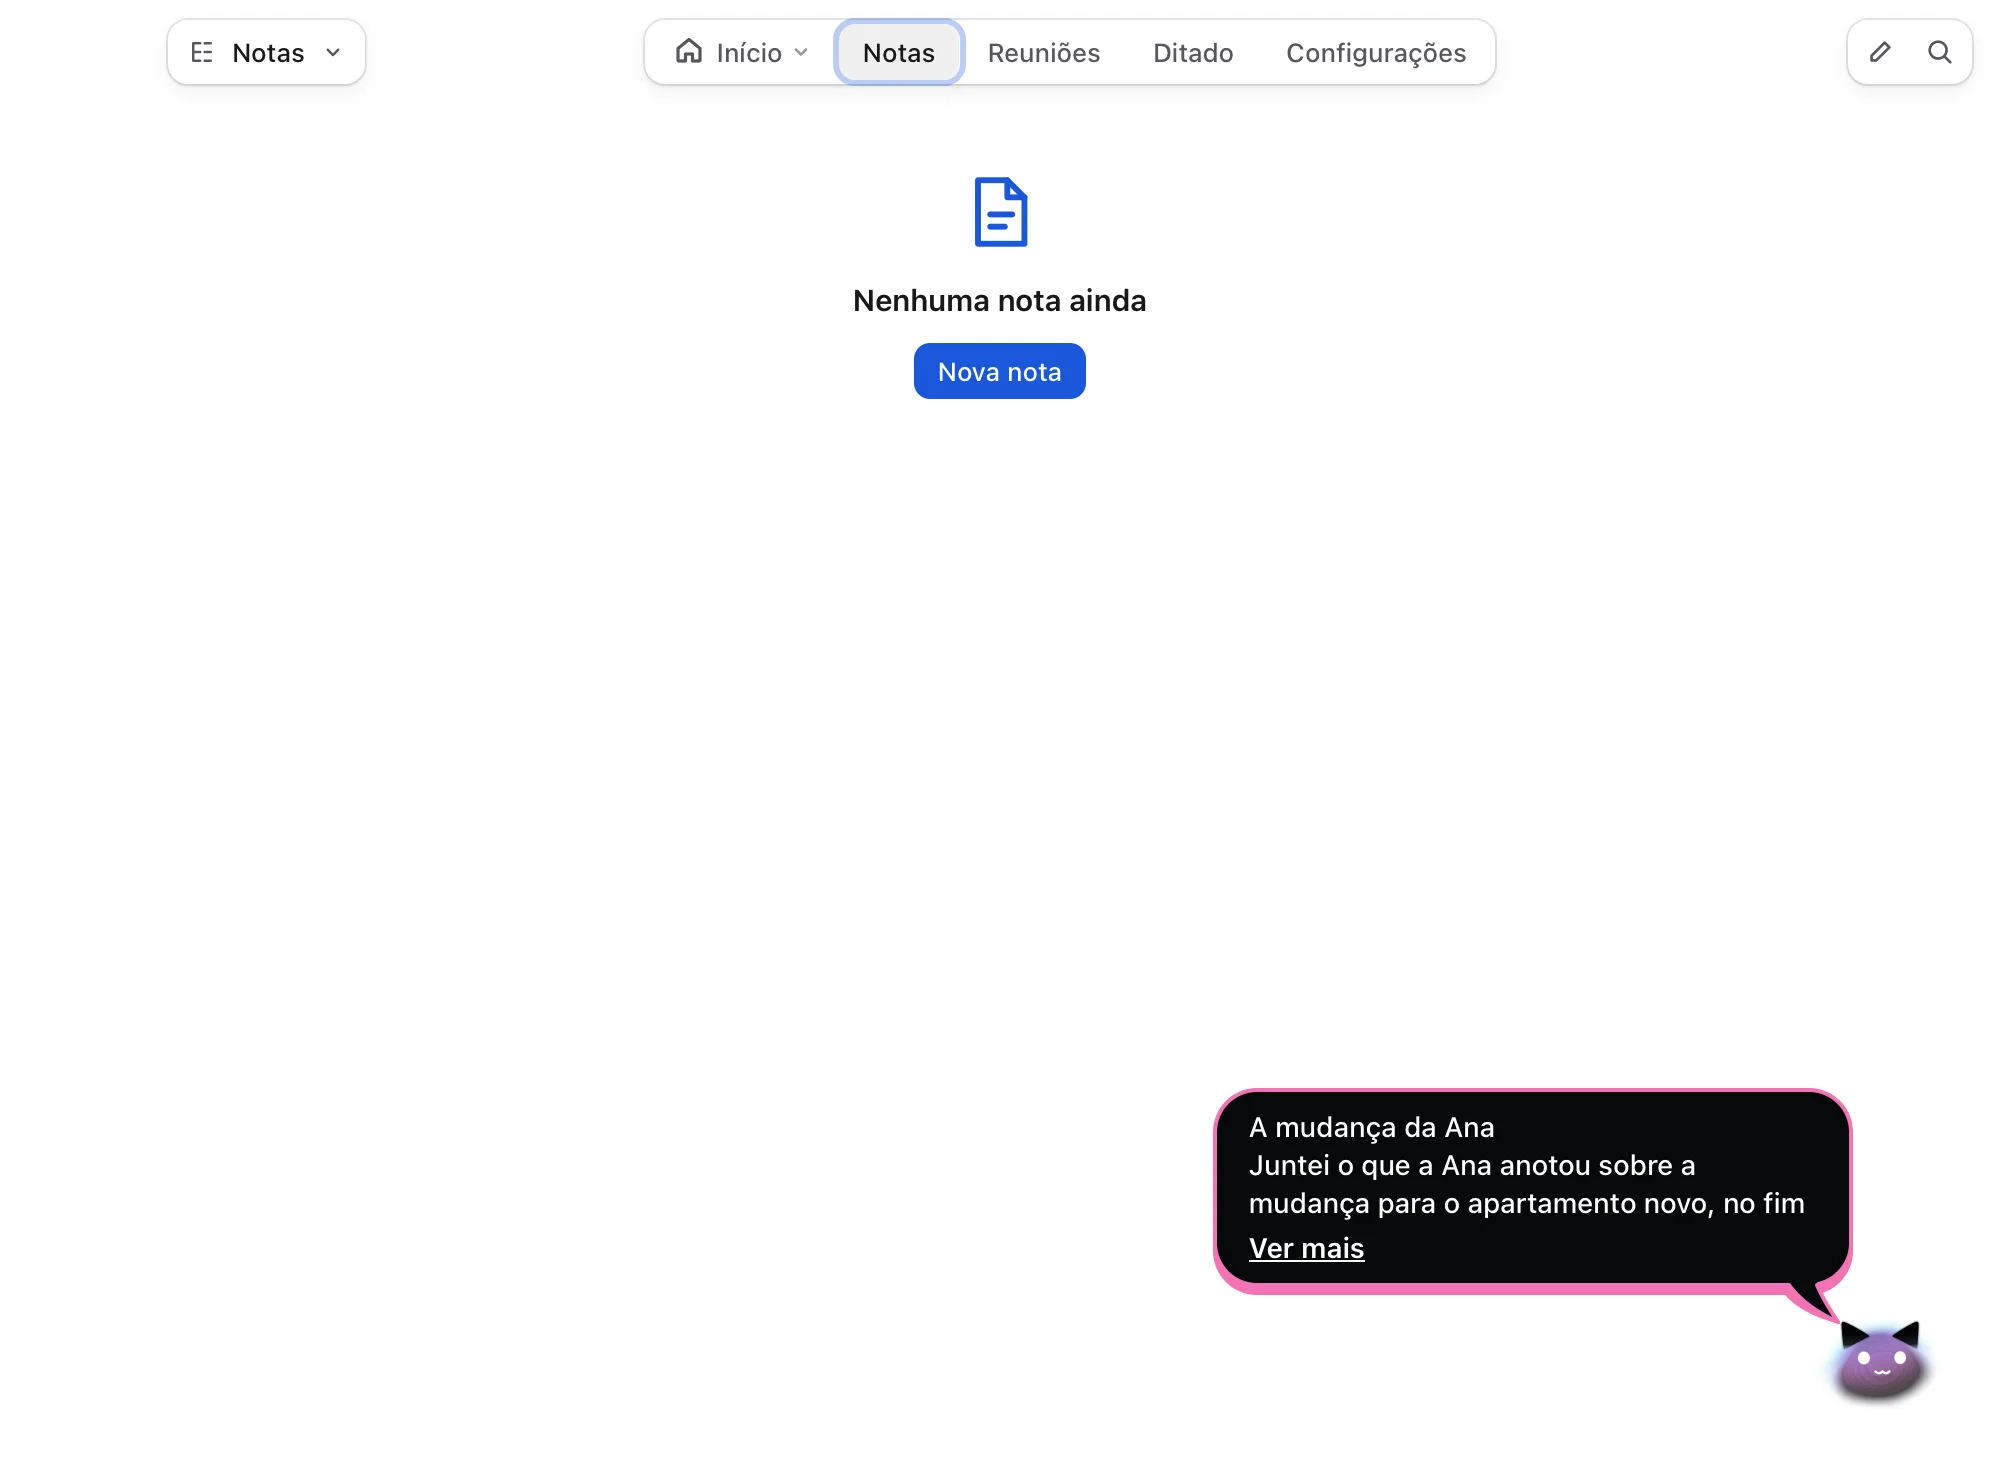 Notas
Início
Notas
Reuniões
Ditado
Configurações
Nenhuma nota ainda
Nova nota
A mudança da Ana
Juntei o que a Ana anotou sobre a
mudança para o apartamento novo, no fim
Ver mais